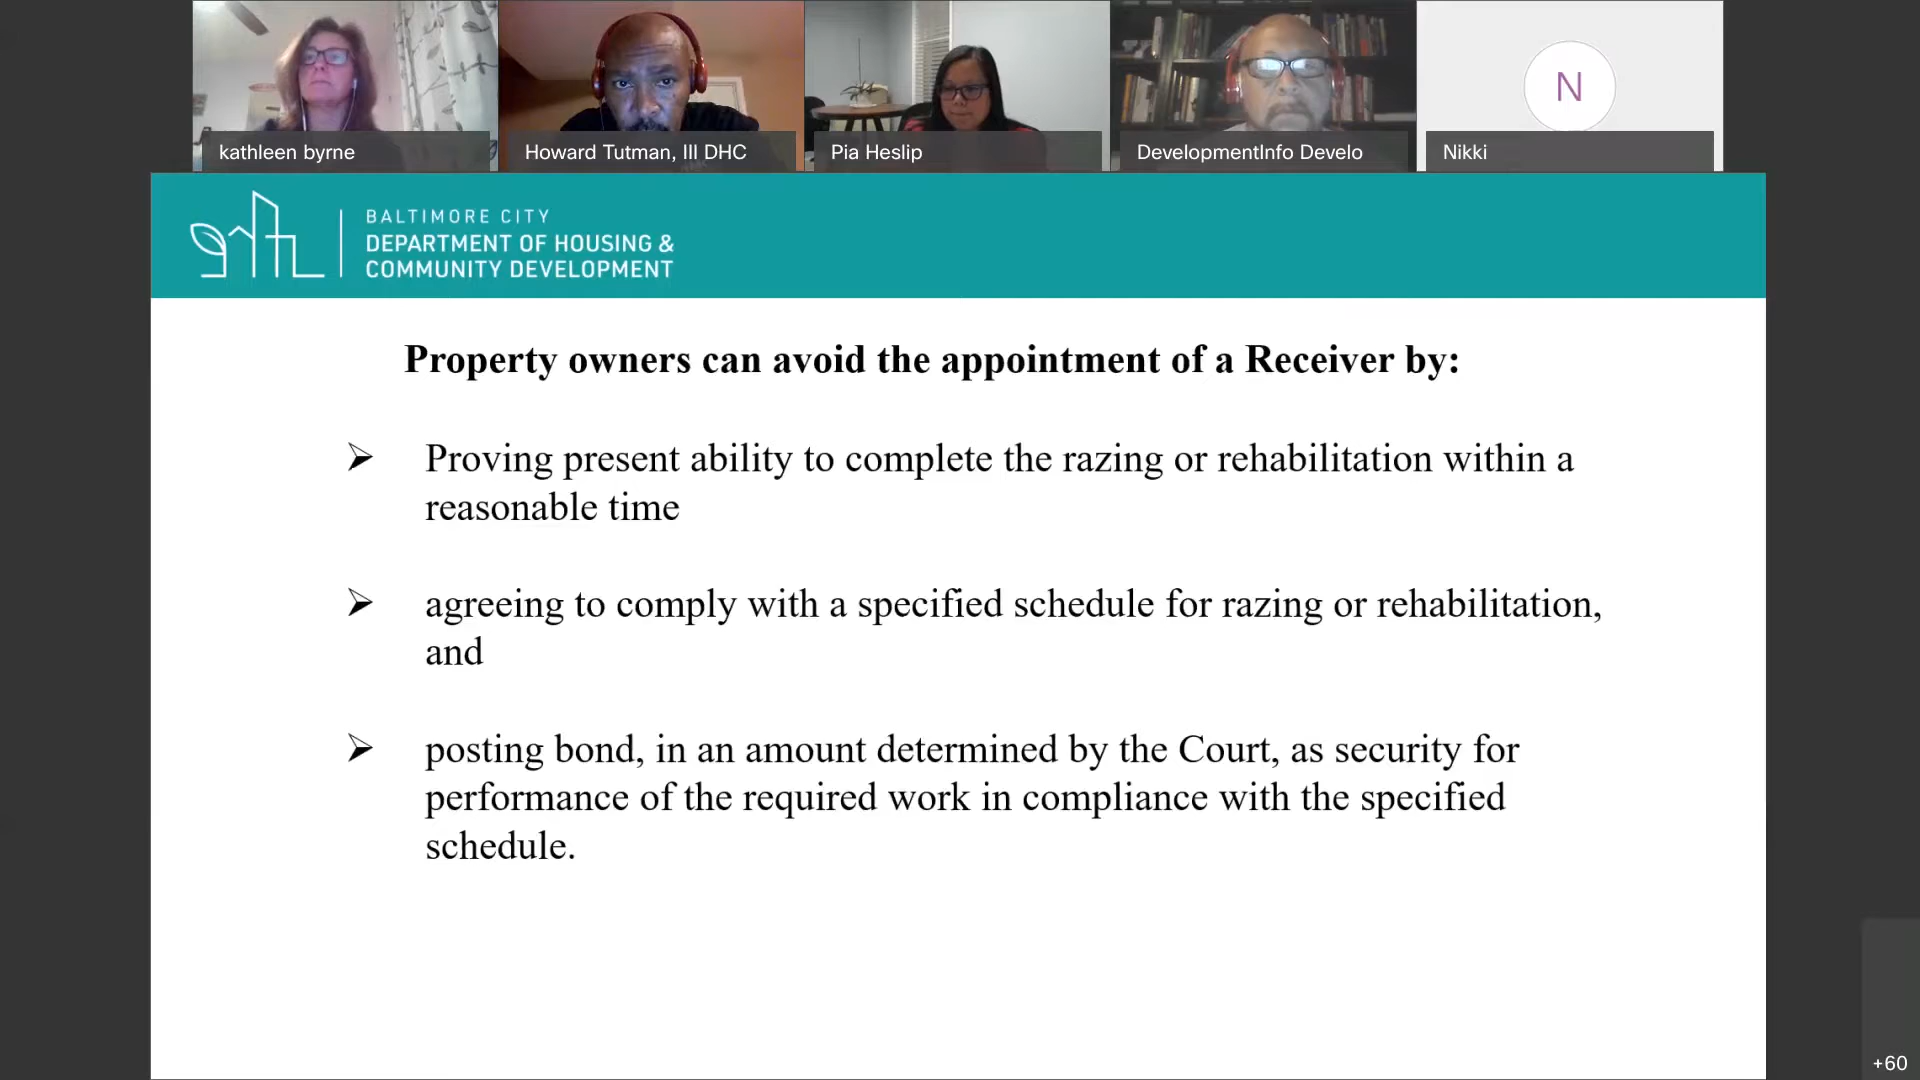 kathleen byrne
Howard Tutman, III DHC
Pia Heslip
DevelopmentInfo Develo
N
Nikki
BALTIMORE CITY
DEPARTMENT OF HOUSING &
COMMUNITY DEVELOPMENT
Property owners can avoid the appointment of a Receiver by:
➢ Proving present ability to complete the razing or rehabilitation within a
reasonable time
➢ agreeing to comply with a specified schedule for razing or rehabilitation,
and
➢ posting bond, in an amount determined by the Court, as security for
performance of the required work in compliance with the specified
schedule.
+60